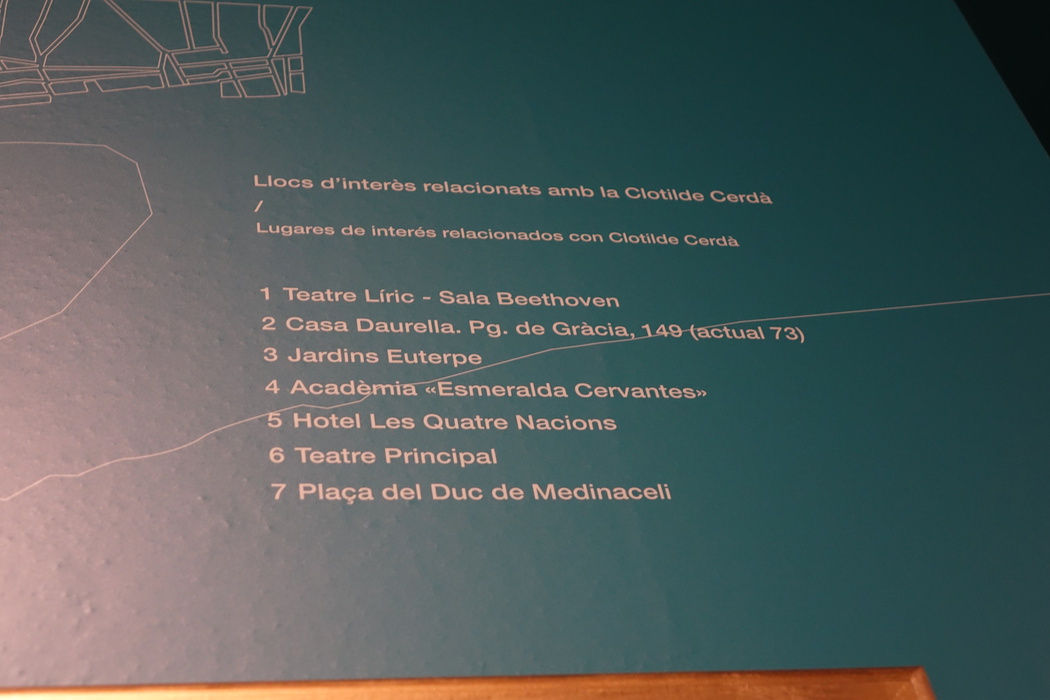 Llocs d'interès relacionats amb la Clotilde Cerdà
/
Lugares de interés relacionados con Clotilde Cerdà
1 Teatre Líric - Sala Beethoven
2 Casa Daurella. Pg. de Gràcia, 149 (actual 73)
3 Jardins Euterpe
4 Acadèmia «Esmeralda Cervantes»
5 Hotel Les Quatre Nacions
6 Teatre Principal
7 Plaça del Duc de Medinaceli